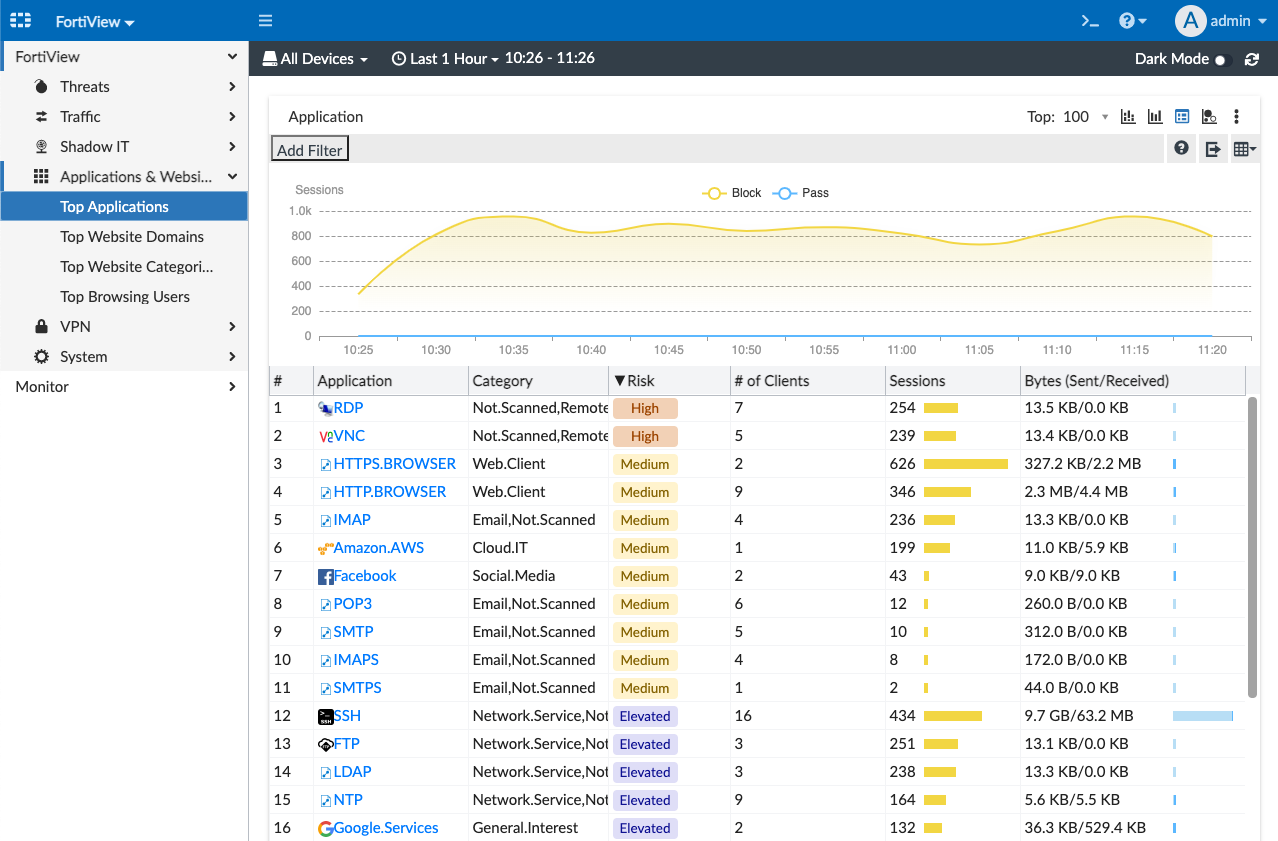 FortiView
A admin
FortiView
Threats
Traffic
Shadow IT
Applications & Websi...
Top Applications
Top Website Domains
Top Website Categori...
Top Browsing Users
VPN
System
Monitor
All Devices Last 1 Hour 10:26 - 11:26 Dark Mode
Application Top: 100
Add Filter
Sessions
Block Pass
1.0k
800
600
400
200
0
10:25 10:30 10:35 10:40 10:45 10:50 10:55 11:00 11:05 11:10 11:15 11:20
# Application Category ▼Risk # of Clients Sessions Bytes (Sent/Received)
1 RDP Not.Scanned,Remote High 7 254 13.5 KB/0.0 KB
2 VNC Not.Scanned,Remote High 5 239 13.4 KB/0.0 KB
3 HTTPS.BROWSER Web.Client Medium 2 626 327.2 KB/2.2 MB
4 HTTP.BROWSER Web.Client Medium 9 346 2.3 MB/4.4 MB
5 IMAP Email,Not.Scanned Medium 4 236 13.3 KB/0.0 KB
6 Amazon.AWS Cloud.IT Medium 1 199 11.0 KB/5.9 KB
7 Facebook Social.Media Medium 2 43 9.0 KB/9.0 KB
8 POP3 Email,Not.Scanned Medium 6 12 260.0 B/0.0 KB
9 SMTP Email,Not.Scanned Medium 5 10 312.0 B/0.0 KB
10 IMAPS Email,Not.Scanned Medium 4 8 172.0 B/0.0 KB
11 SMTPS Email,Not.Scanned Medium 1 2 44.0 B/0.0 KB
12 SSH Network.Service,Not Elevated 16 434 9.7 GB/63.2 MB
13 FTP Network.Service,Not Elevated 3 251 13.1 KB/0.0 KB
14 LDAP Network.Service,Not Elevated 3 238 13.3 KB/0.0 KB
15 NTP Network.Service,Not Elevated 9 164 5.6 KB/5.5 KB
16 Google.Services General.Interest Elevated 2 132 36.3 KB/529.4 KB